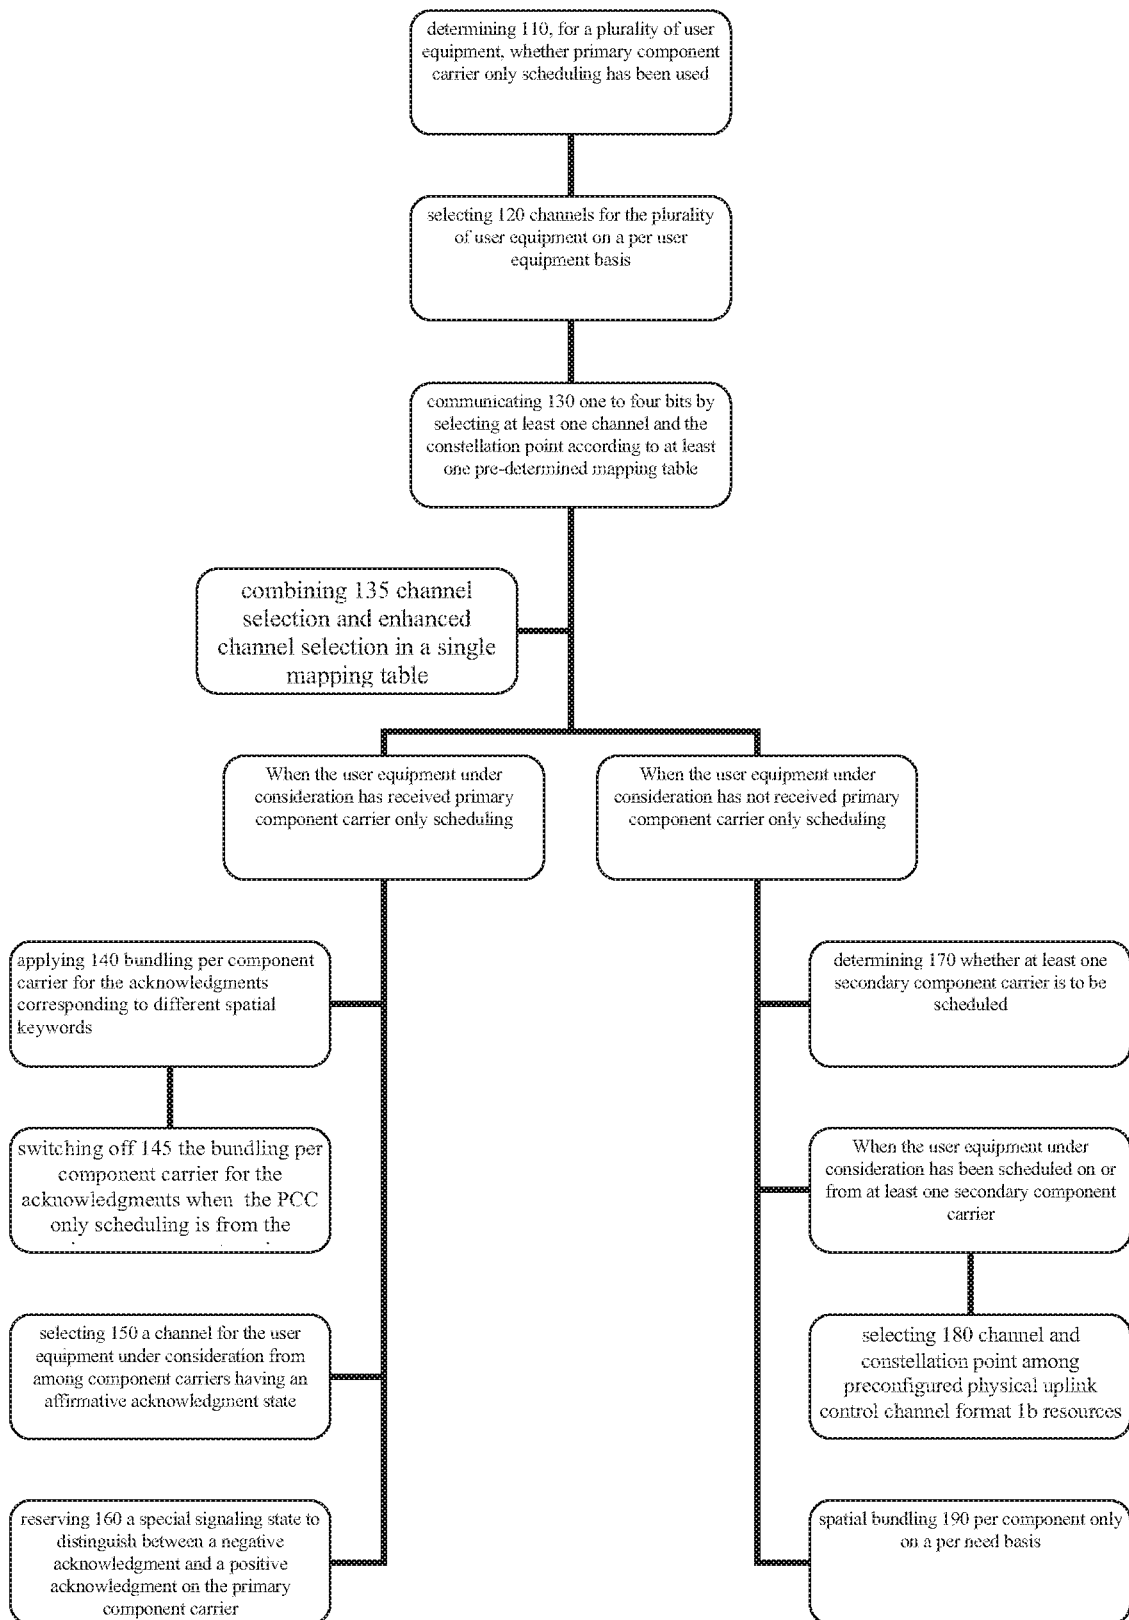 determining 110, for a plurality of user
equipment, whether primary component
carrier only scheduling has been used
selecting 120 channels for the plurality
of user equipment on a per user
equipment basis
communicating 130 one to four bits by
selecting at least one channel and the
constellation point according to at least
one pre-determined mapping table
combining 135 channel
selection and enhanced
channel selection in a single
mapping table
When the user equipment under
consideration has received primary
component carrier only scheduling
When the user equipment under
consideration has not received primary
component carrier only scheduling
applying 140 bundling per component
carrier for the acknowledgments
corresponding to different spatial
keywords
switching off 145 the bundling per
component carrier for the
acknowledgments when the PCC
only scheduling is from the
selecting 150 a channel for the user
equipment under consideration from
among component carriers having an
affirmative acknowledgment state
reserving 160 a special signaling state to
distinguish between a negative
acknowledgment and a positive
acknowledgment on the primary
component carrier
determining 170 whether at least one
secondary component carrier is to be
scheduled
When the user equipment under
consideration has been scheduled on or
from at least one secondary component
carrier
selecting 180 channel and
constellation point among
preconfigured physical uplink
control channel format 1b resources
spatial bundling 190 per component only
on a per need basis